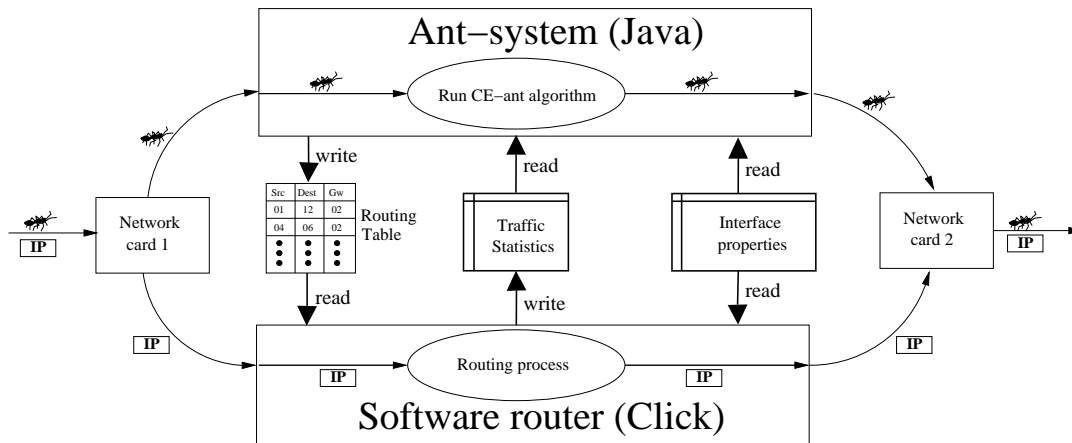 Ant−system (Java)
Run CE−ant algorithm
write
read
read
Src Dest Gw
01 12 02
04 06 02
Routing
Table
Traffic
Statistics
Interface
properties
Network
card 1
Network
card 2
IP
IP
read
write
read
IP
IP
IP
Routing process
IP
Software router (Click)